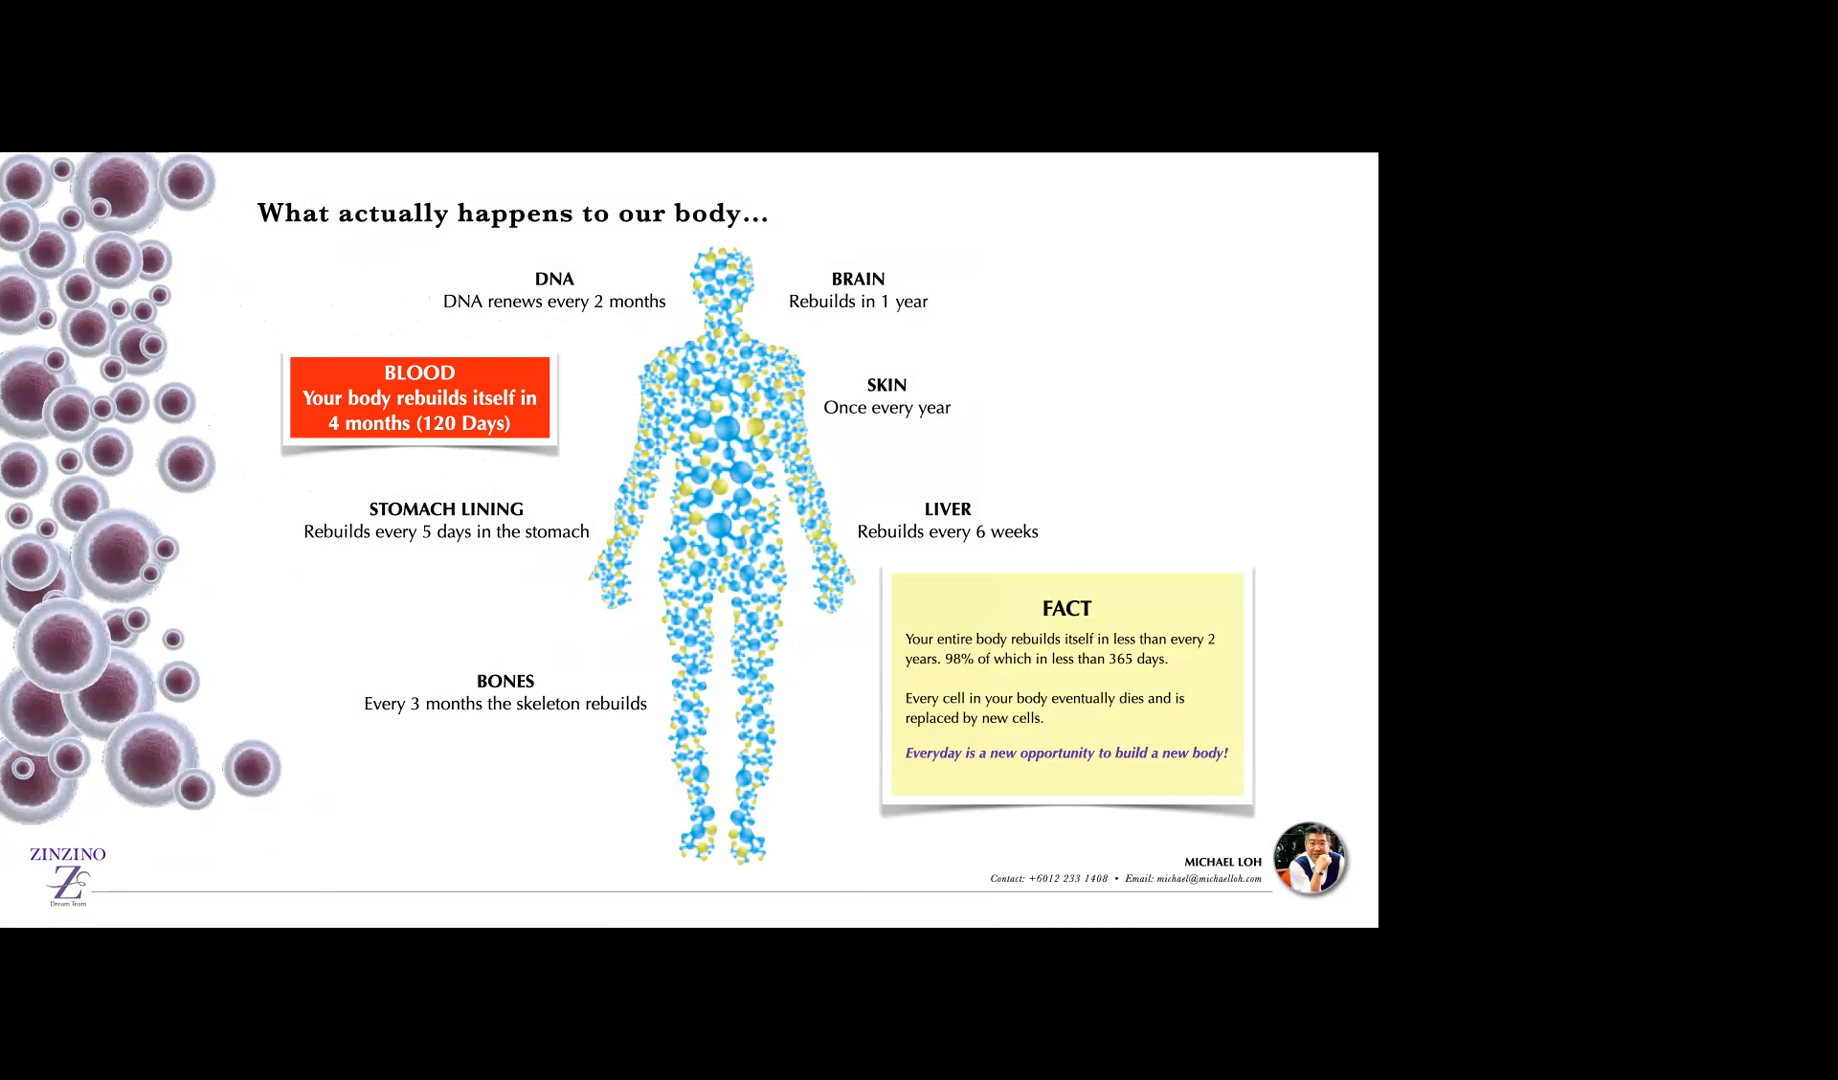 What actually happens to our body...
DNA
DNA renews every 2 months
BRAIN
Rebuilds in 1 year
BLOOD
Your body rebuilds itself in
4 months (120 Days)
SKIN
Once every year
STOMACH LINING
Rebuilds every 5 days in the stomach
LIVER
Rebuilds every 6 weeks
BONES
Every 3 months the skeleton rebuilds
FACT
Your entire body rebuilds itself in less than every 2
years. 98% of which in less than 365 days.
Every cell in your body eventually dies and is
replaced by new cells.
Everyday is a new opportunity to build a new body!
ZINZINO
Dream Team
MICHAEL LOH
Contact: +6012 233 1408 • Email: michael@michaelloh.com